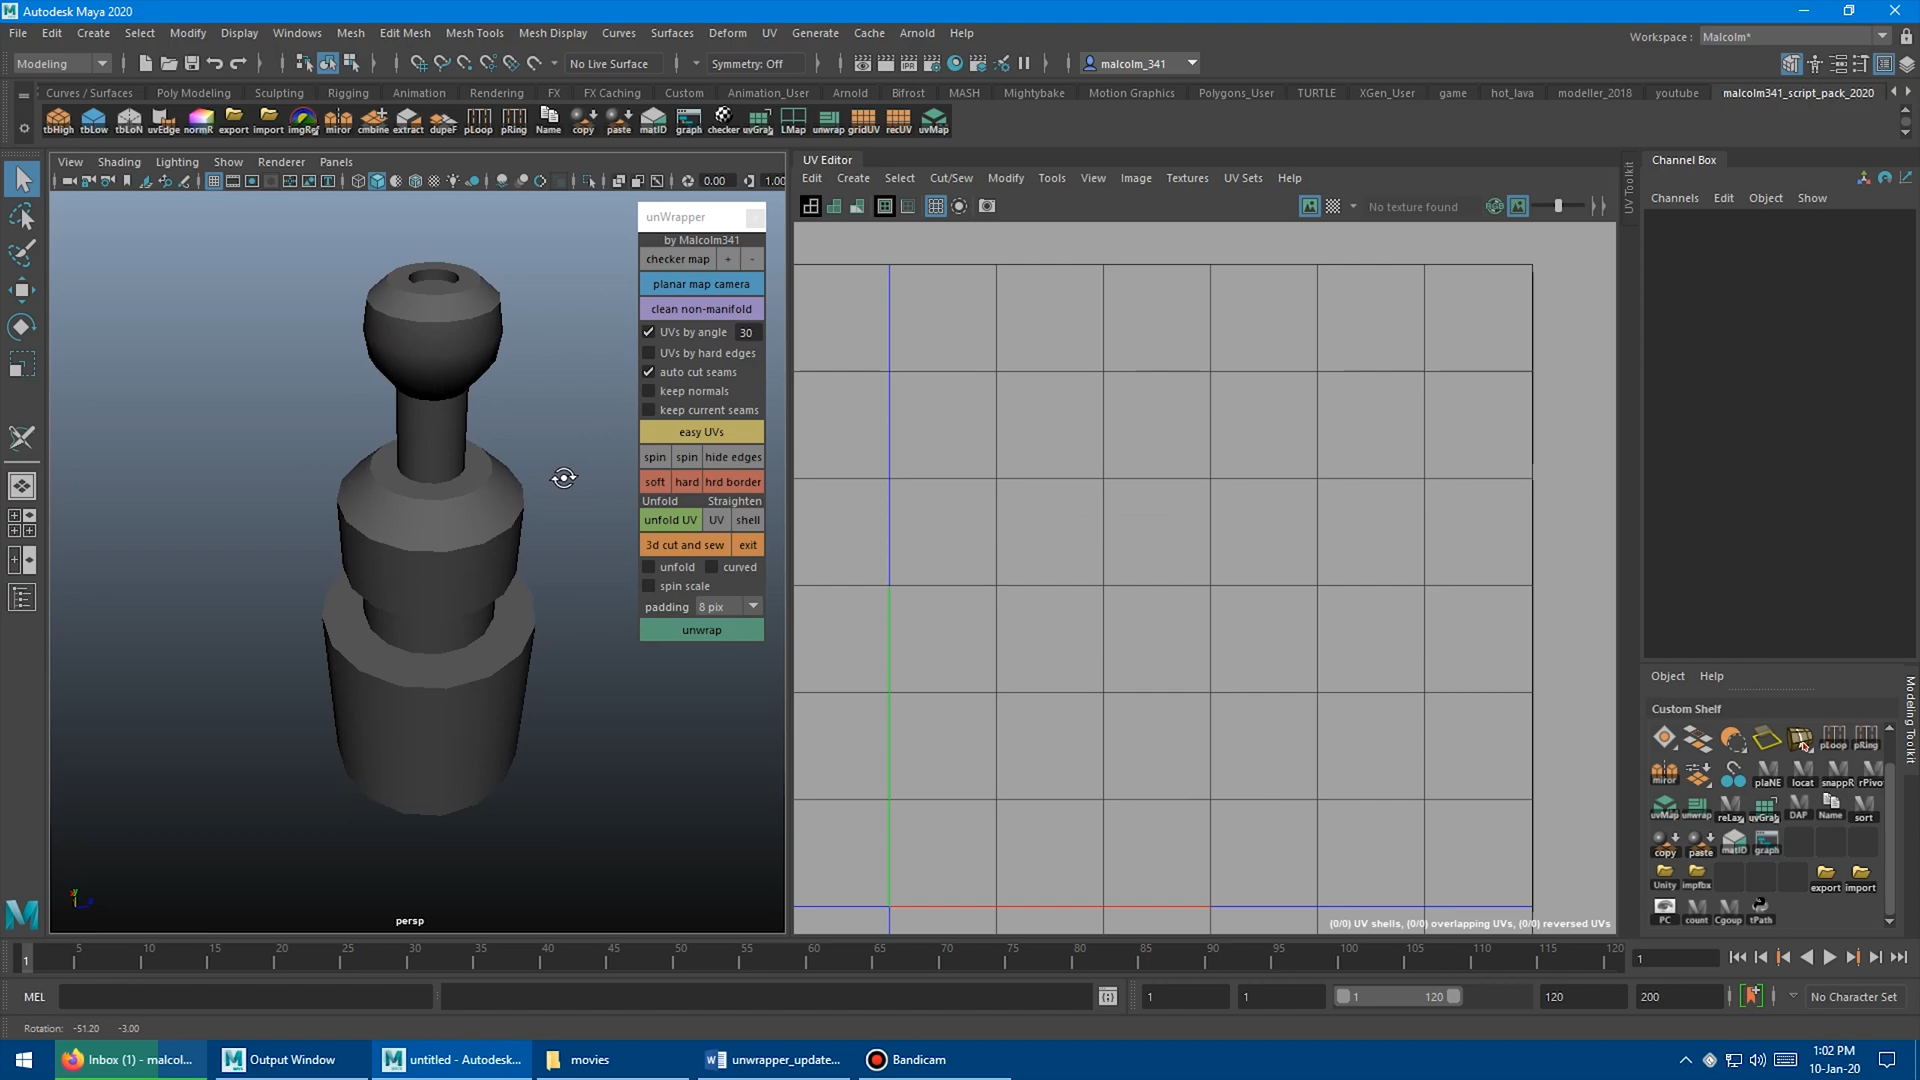 Autodesk Maya 2020
File Edit Create Select Modify Display Windows Mesh Edit Mesh Mesh Tools Mesh Display Curves Surfaces Deform UV Generate Cache Arnold Help
Workspace : Malcolm*
Modeling No Live Surface Symmetry: Off malcolm_341
Curves / Surfaces Poly Modeling Sculpting Rigging Animation Rendering FX FX Caching Custom Animation_User Arnold Bifrost MASH Mightybake Motion Graphics Polygons_User TURTLE XGen_User game hot_lava modeller_2018 youtube malcolm341_script_pack_2020
tbHigh tbLow tbLoN uvEdge normR export import imgRef miror cmbine extract dupeF pLoop pRing Name copy paste matID graph checker uvGraj LMap unwrap gridUV recUV uvMap
View Shading Lighting Show Renderer Panels
0.00 1.00
unWrapper
by Malcolm341
checker map + -
planar map camera
clean non-manifold
UVs by angle 30
UVs by hard edges
auto cut seams
keep normals
keep current seams
easy UVs
spin spin hide edges
soft hard hrd border
Unfold Straighten
unfold UV UV shell
3d cut and sew exit
unfold curved
spin scale
padding 8 pix
unwrap
persp
UV Editor
Edit Create Select Cut/Sew Modify Tools View Image Textures UV Sets Help
No texture found
(0/0) UV shells, (0/0) overlapping UVs, (0/0) reversed UVs
UV Toolkit
Channel Box
Channels Edit Object Show
Object Help
Custom Shelf
pLoop pRing
miror plaNE locat snappR rPivo
uvMap unwrap reLax uvGraj DAP Name sort
copy paste matID graph
Unity impfbx export import
PC count Cgoup tPath
Modeling Toolkit
5 10 15 20 25 30 35 40 45 50 55 60 65 70 75 80 85 90 95 100 105 110 115 120
1 1
MEL 1 1 1 120 120 200 No Character Set
Rotation: -51.20 -3.00
Inbox (1) - malcol... Output Window untitled - Autodesk... movies unwrapper_update... Bandicam
1:02 PM
10-Jan-20